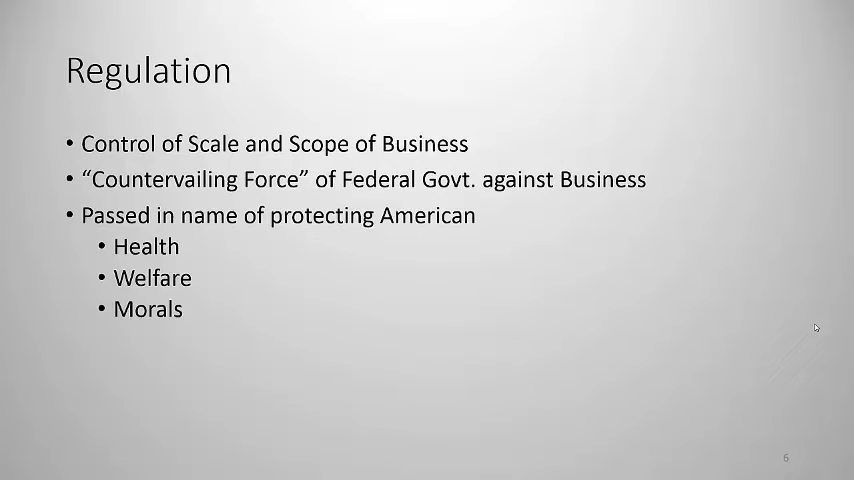 Regulation
• Control of Scale and Scope of Business
• “Countervailing Force” of Federal Govt. against Business
• Passed in name of protecting American
• Health
• Welfare
• Morals
6